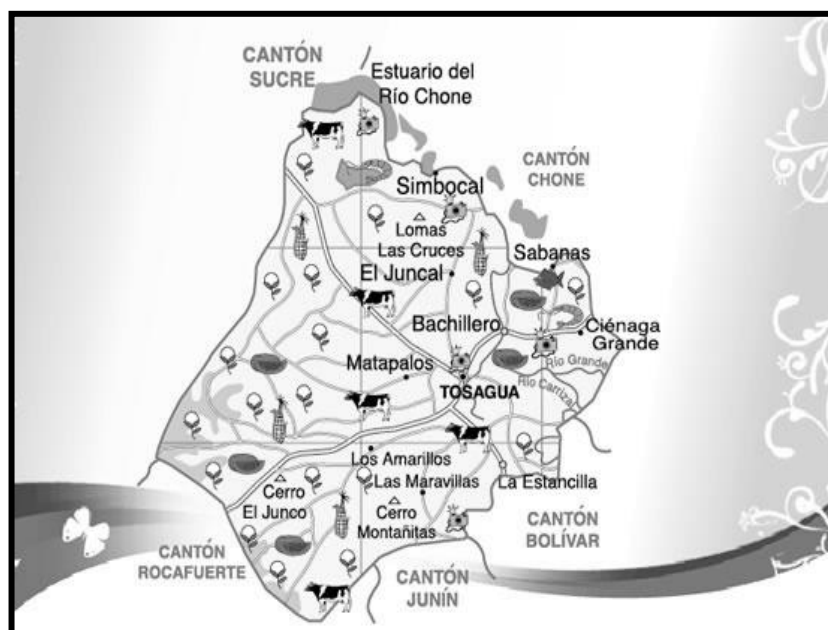 CANTÓN
SUCRE
Estuario del
Río Chone
CANTÓN
CHONE
Simbocal
Lomas
Las Cruces
Sabanas
El Juncal
Bachillero
Ciénaga
Grande
Río Grande
Matapalos
Río Carrizal
TOSAGUA
Los Amarillos
Las Maravillas
La Estancilla
Cerro
El Junco
Cerro
Montañitas
CANTÓN
BOLÍVAR
CANTÓN
ROCAFUERTE
CANTÓN
JUNÍN